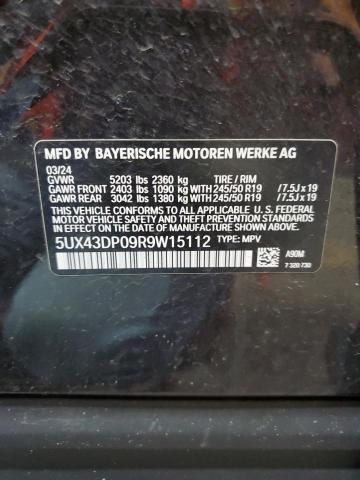 MFD BY BAYERISCHE MOTOREN WERKE AG
03/24
GVWR 5203 lbs 2360 kg TIRE / RIM
GAWR FRONT 2403 lbs 1090 kg WITH 245/50 R19 /7.5J x 19
GAWR REAR 3042 lbs 1380 kg WITH 245/50 R19 /7.5J x 19
THIS VEHICLE CONFORMS TO ALL APPLICABLE U.S. FEDERAL
MOTOR VEHICLE SAFETY AND THEFT PREVENTION STANDARDS
IN EFFECT ON THE DATE OF MANUFACTURE SHOWN ABOVE.
5UX43DP09R9W15112 TYPE: MPV
A90M
7 320 730